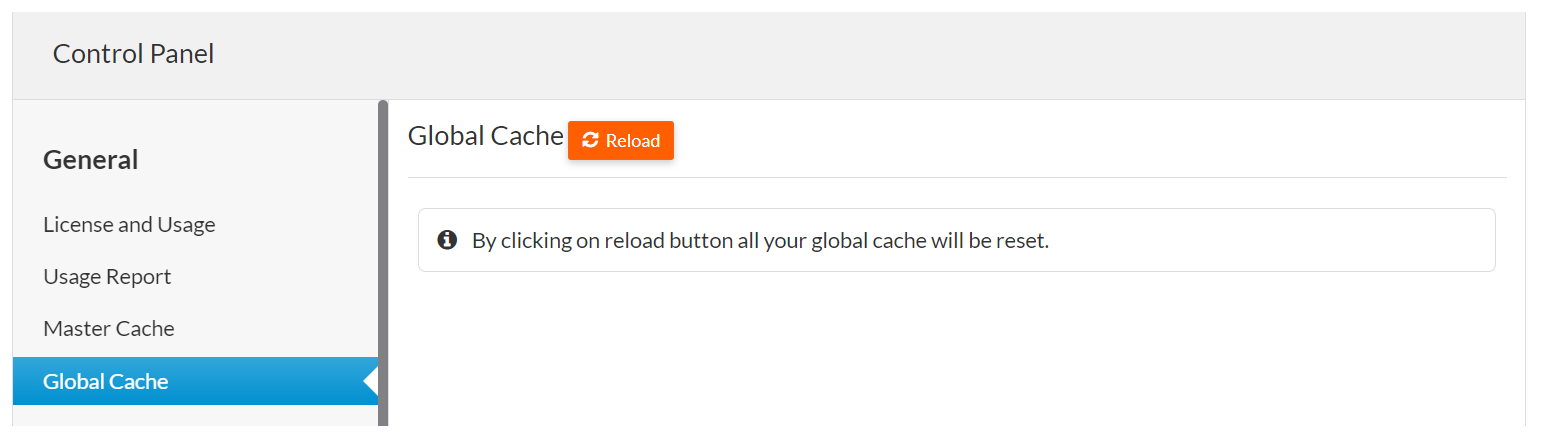 Control Panel
General
License and Usage
Usage Report
Master Cache
Global Cache
Global Cache Reload
By clicking on reload button all your global cache will be reset.